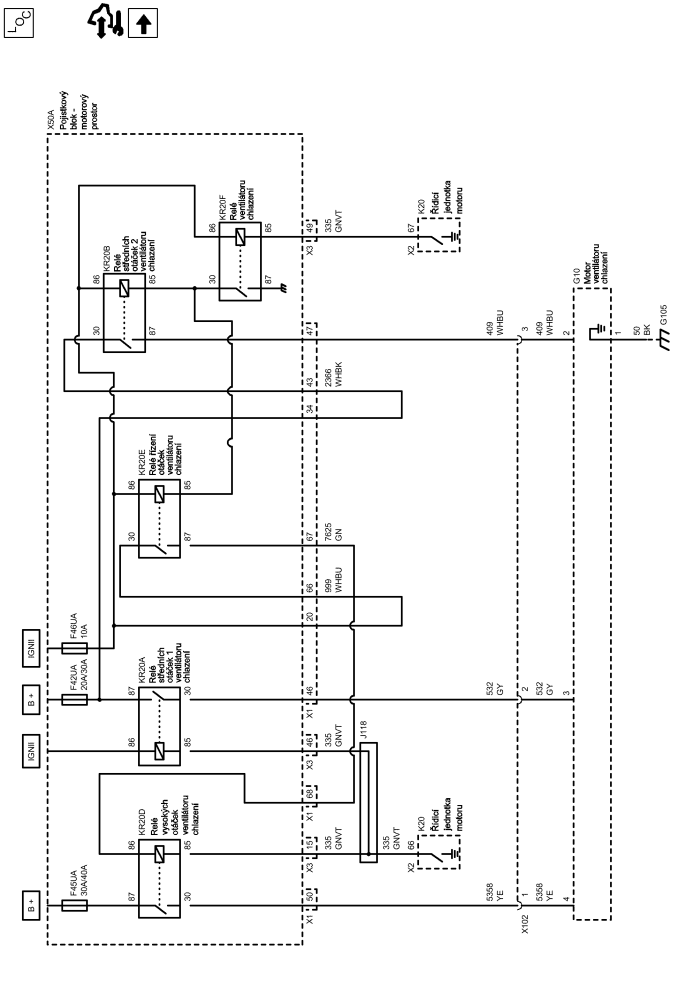 LOC
X50A
Pojistkový
blok -
motorový
prostor
KR20F
Relé
ventilátoru
chlazení
86
85
30
87
49
X3
335
GNVT
67
X2
K20
Řídicí
jednotka
motoru
KR20B
Relé
středních
otáček 2
ventilátoru
chlazení
86
85
30
87
47
409
WHBU
3
409
WHBU
2
G10
Motor
ventilátoru
chlazení
1
50
BK
G105
43
2366
WHBK
34
KR20E
Relé řízení
otáček
ventilátoru
chlazení
86
85
30
87
67
7625
GN
66
999
WHBU
20
IGNII
F46UA
10A
B +
F42UA
20A/30A
KR20A
Relé
středních
otáček 1
ventilátoru
chlazení
87
30
46
X1
532
GY
2
532
GY
3
IGNII
86
85
46
X3
335
GNVT
J118
68
X1
KR20D
Relé
vysokých
otáček
ventilátoru
chlazení
86
85
15
X3
335
GNVT
335
GNVT
66
X2
K20
Řídicí
jednotka
motoru
B +
F45UA
30A/40A
87
30
50
X1
5358
YE
1
X102
5358
YE
4